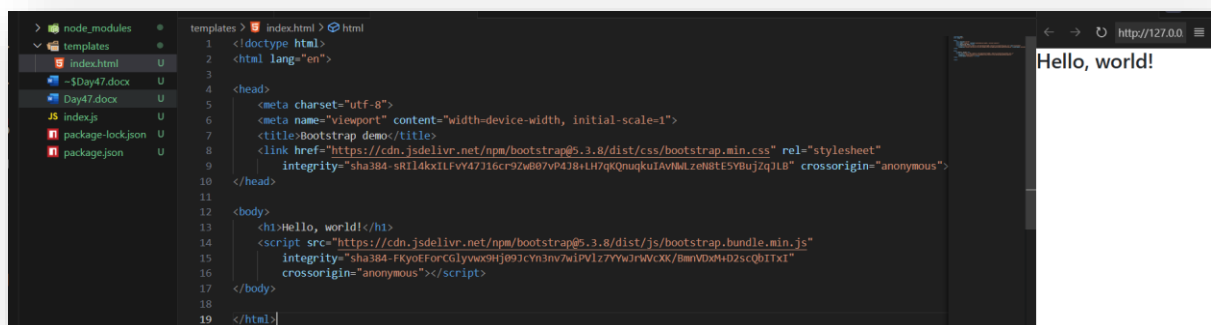 node_modules
templates
index.html U
~$Day47.docx U
Day47.docx U
JS index.js U
package-lock.json U
package.json U
templates > index.html > html
1 <!doctype html>
2 <html lang="en">
3
4 <head>
5 <meta charset="utf-8">
6 <meta name="viewport" content="width=device-width, initial-scale=1">
7 <title>Bootstrap demo</title>
8 <link href="https://cdn.jsdelivr.net/npm/bootstrap@5.3.8/dist/css/bootstrap.min.css" rel="stylesheet"
9 integrity="sha384-sRIl4kxILFvY47J16cr9ZwB07vP4J8+LH7qKQnuqkuIAvNWLzeN8tE5YBujZqJLB" crossorigin="anonymous">
10 </head>
11
12 <body>
13 <h1>Hello, world!</h1>
14 <script src="https://cdn.jsdelivr.net/npm/bootstrap@5.3.8/dist/js/bootstrap.bundle.min.js"
15 integrity="sha384-FKyoEForCGlyvwx9Hj09JcYn3nv7wiPVlz7YYwJrWVcXK/BmnVDxM+D2scQbITxI"
16 crossorigin="anonymous"></script>
17 </body>
18
19 </html>
http://127.0.0
Hello, world!